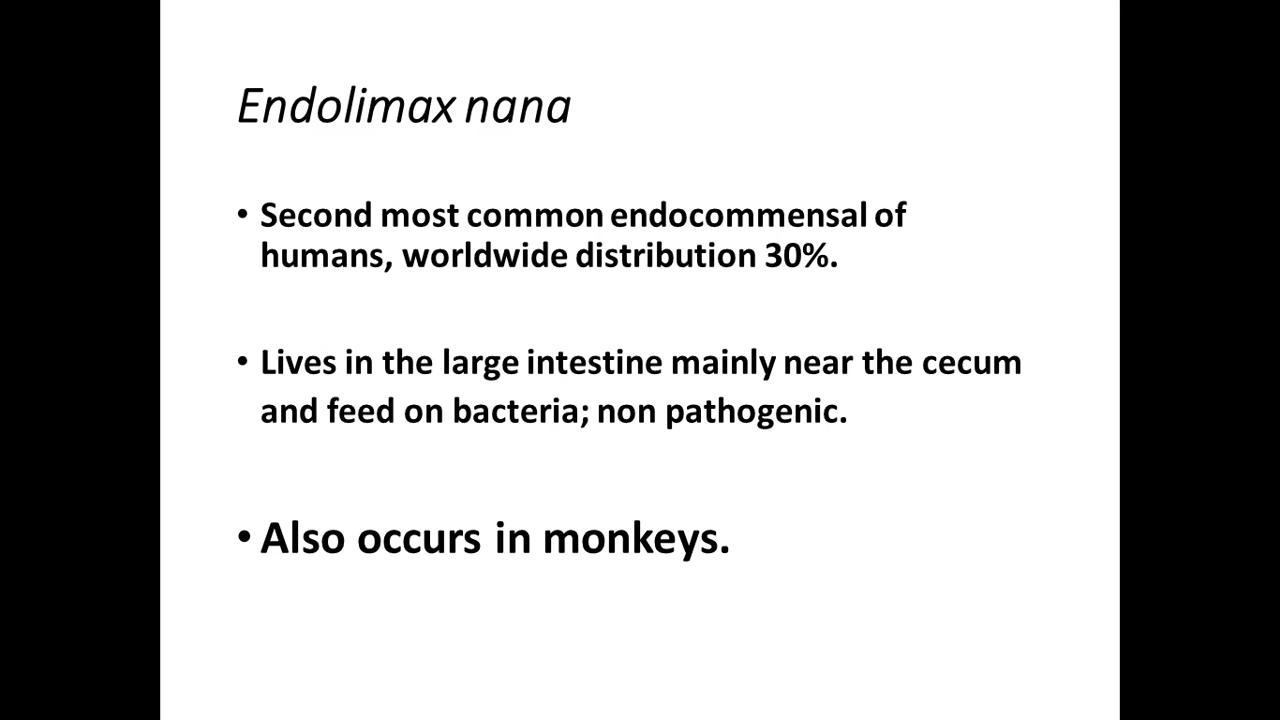 Endolimax nana
• Second most common endocommensal of
humans, worldwide distribution 30%.
• Lives in the large intestine mainly near the cecum
and feed on bacteria; non pathogenic.
• Also occurs in monkeys.